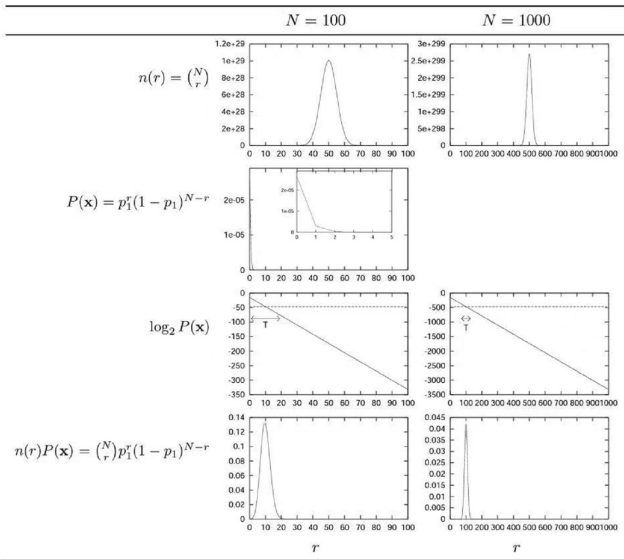 N = 100 N = 1000
n(r) = \binom{N}{r}
1.2e+29
1e+29
8e+28
6e+28
4e+28
2e+28
0
0 10 20 30 40 50 60 70 80 90 100
3e+299
2.5e+299
2e+299
1.5e+299
1e+299
5e+298
0
0 100 200 300 400 500 600 700 800 9001000
P(x) = p_1^r(1 − p_1)^{N−r}
2e-05
1e-05
0
0 10 20 30 40 50 60 70 80 90 100
2e-05
1e-05
0
0 1 2 3 4 5
log_2 P(x)
0
-50
-100
-150
-200
-250
-300
-350
T
0 10 20 30 40 50 60 70 80 90 100
0
-500
-1000
-1500
-2000
-2500
-3000
-3500
T
0 100 200 300 400 500 600 700 800 9001000
n(r)P(x) = \binom{N}{r}p_1^r(1 − p_1)^{N−r}
0.14
0.12
0.1
0.08
0.06
0.04
0.02
0
0 10 20 30 40 50 60 70 80 90 100
0.045
0.04
0.035
0.03
0.025
0.02
0.015
0.01
0.005
0
0 100 200 300 400 500 600 700 800 9001000
r r